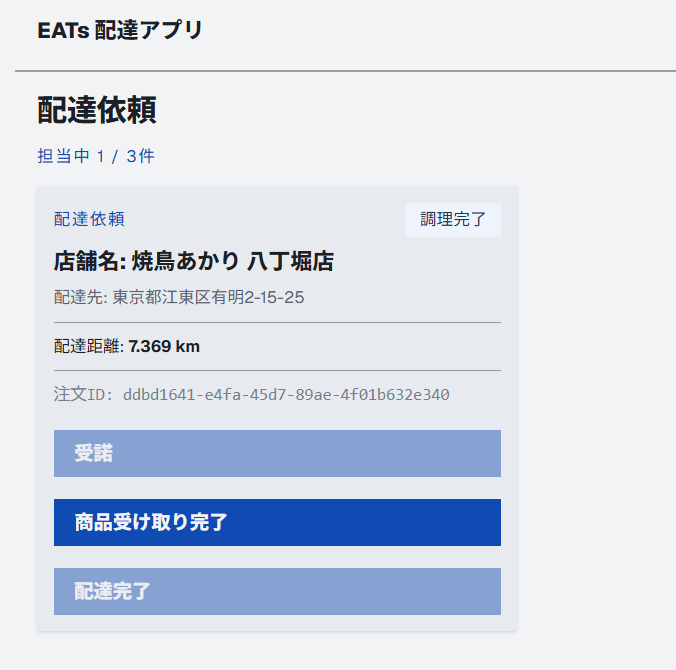 EATs 配達アプリ
配達依頼
担当中 1 / 3件
配達依頼
調理完了
店舗名: 焼鳥あかり 八丁堀店
配達先: 東京都江東区有明2-15-25
配達距離: 7.369 km
注文ID: ddbd1641-e4fa-45d7-89ae-4f01b632e340
受諾
商品受け取り完了
配達完了